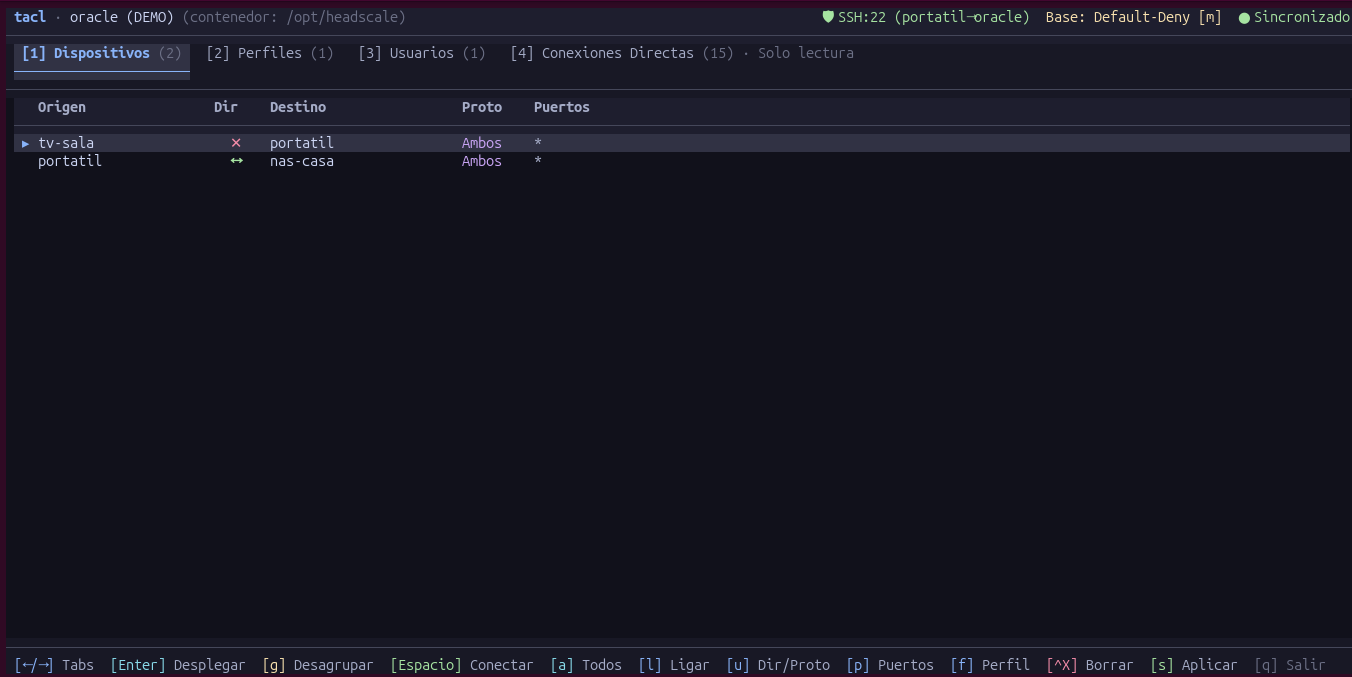 tacl · oracle (DEMO) (contenedor: /opt/headscale) SSH:22 (portatil→oracle) Base: Default-Deny [m] ● Sincronizado
[1] Dispositivos (2) [2] Perfiles (1) [3] Usuarios (1) [4] Conexiones Directas (15) · Solo lectura
Origen Dir Destino Proto Puertos
▶ tv-sala ✕ portatil Ambos *
portatil ↔ nas-casa Ambos *
[←/→] Tabs [Enter] Desplegar [g] Desagrupar [Espacio] Conectar [a] Todos [l] Ligar [u] Dir/Proto [p] Puertos [f] Perfil [^X] Borrar [s] Aplicar [q] Salir